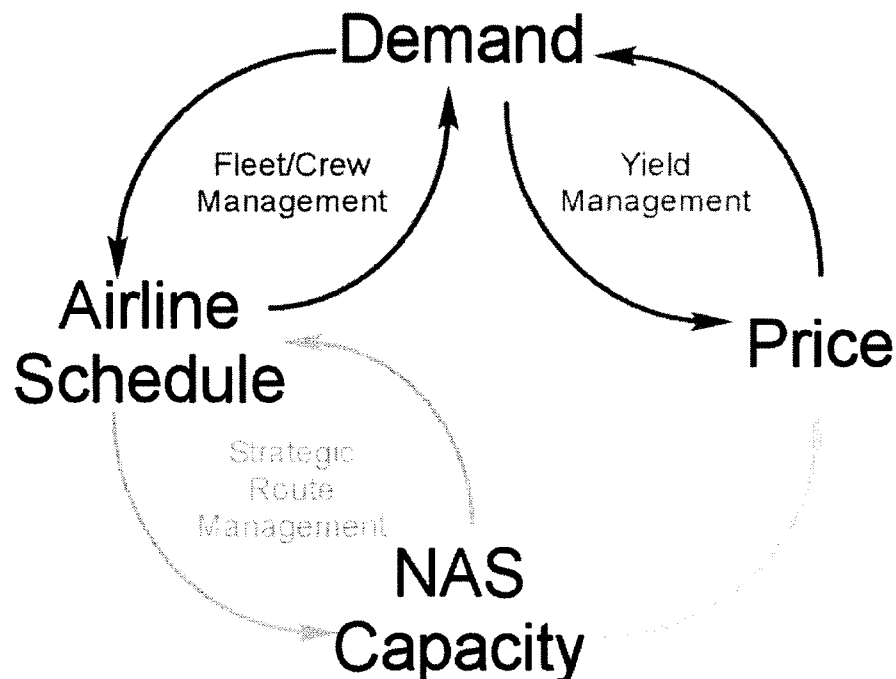 Demand
Fleet/Crew
Management
Yield
Management
Airline
Schedule
Price
Strategic
Route
Management
NAS
Capacity